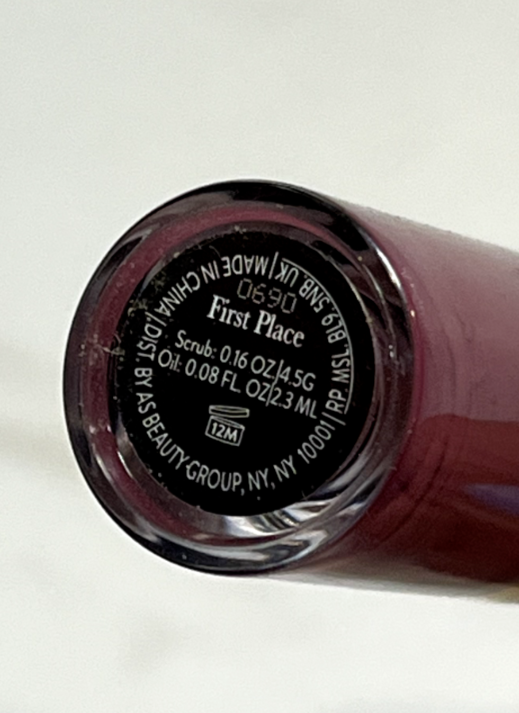 0690
First Place
Scrub: 0.16 OZ/4.5G
Oil: 0.08 FL OZ/2.3 ML
12M
DIST. BY AS BEAUTY GROUP, NY, NY 10001 | RP MSL BL9 5NB UK | MADE IN CHINA |